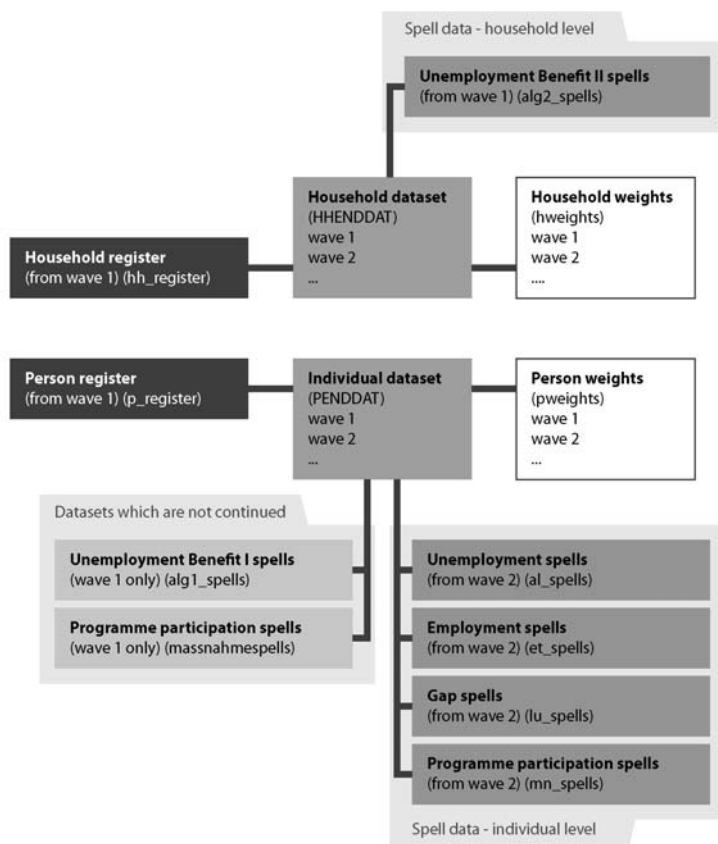 Spell data - household level
Unemployment Benefit II spells
(from wave 1) (alg2_spells)
Household dataset
(HHENDDAT)
wave 1
wave 2
...
Household weights
(hweights)
wave 1
wave 2
....
Household register
(from wave 1) (hh_register)
Person register
(from wave 1) (p_register)
Individual dataset
(PENDDAT)
wave 1
wave 2
...
Person weights
(pweights)
wave 1
wave 2
...
Datasets which are not continued
Unemployment Benefit I spells
(wave 1 only) (alg1_spells)
Programme participation spells
(wave 1 only) (massnahmespells)
Unemployment spells
(from wave 2) (al_spells)
Employment spells
(from wave 2) (et_spells)
Gap spells
(from wave 2) (lu_spells)
Programme participation spells
(from wave 2) (mn_spells)
Spell data - individual level